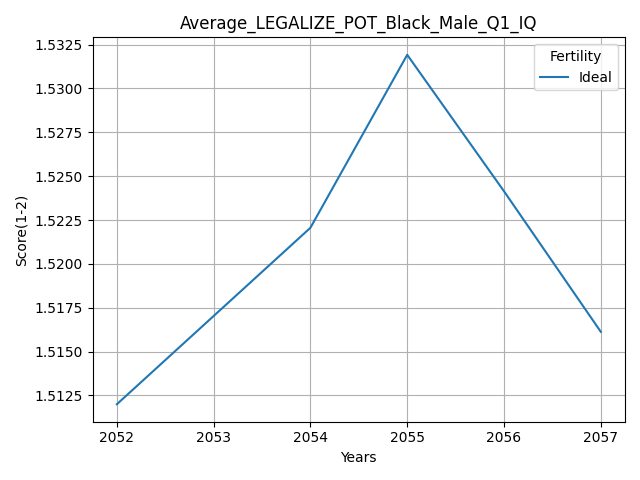 Average_LEGALIZE_POT_Black_Male_Q1_IQ
Fertility
Ideal
Score(1-2)
1.5325
1.5300
1.5275
1.5250
1.5225
1.5200
1.5175
1.5150
1.5125
2052 2053 2054 2055 2056 2057
Years